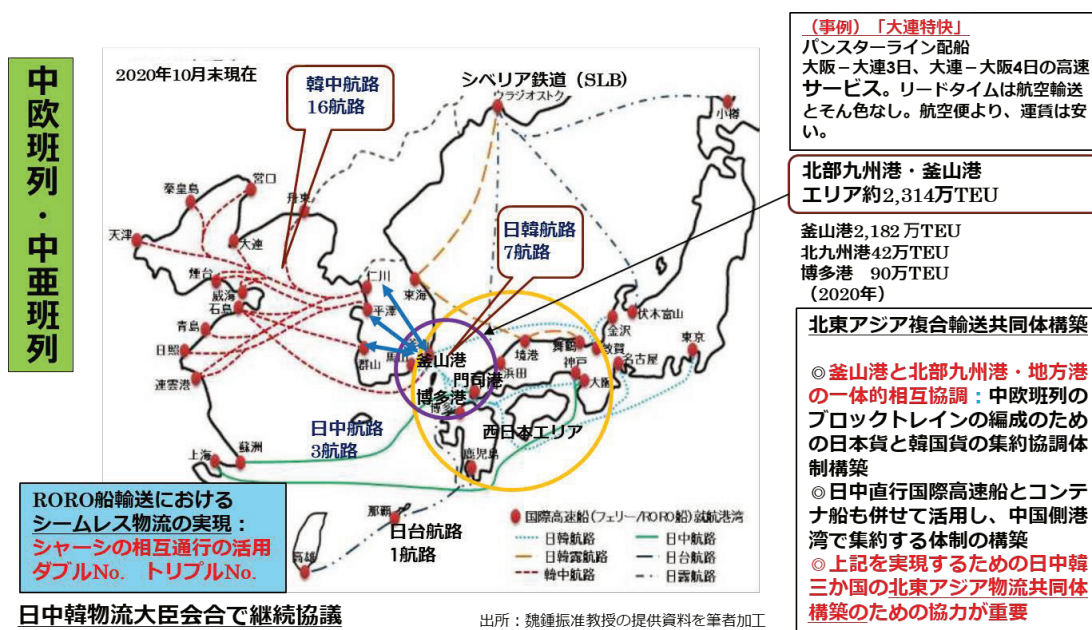 中欧班列・中亜班列
2020年10月末現在
韓中航路
16航路
シベリア鉄道（SLB）
ウラジオストク
小樽
秦皇島
営口
丹東
天津
大連
日韓航路
7航路
煙台
威海
石島
仁川
東海
平澤
青島
日照
群山
馬山
釜山港
境港
舞鶴
敦賀
金沢
伏木富山
東京
連雲港
門司港
浜田
神戸
大阪
名古屋
博多港
博多
日中航路
3航路
西日本エリア
蘇洲
上海
鹿児島
那覇
日台航路
1航路
高雄
国際高速船(フェリー/RORO船)就航港湾
日韓航路
日中航路
日韓露航路
日台航路
韓中航路
日露航路
RORO船輸送における
シームレス物流の実現：
シャーシの相互通行の活用
ダブルNo. トリプルNo.
日中韓物流大臣会合で継続協議
出所：魏鍾振准教授の提供資料を筆者加工
（事例）「大連特快」
パンスターライン配船
大阪－大連3日、大連－大阪4日の高速
サービス。リードタイムは航空輸送
とそん色なし。航空便より、運賃は安
い。
北部九州港・釜山港
エリア約2,314万TEU
釜山港2,182万TEU
北九州港42万TEU
博多港 90万TEU
（2020年）
北東アジア複合輸送共同体構築
◎釜山港と北部九州港・地方港
の一体的相互協調：中欧班列の
ブロックトレインの編成のため
の日本貨と韓国貨の集約協調体
制構築
◎日中直行国際高速船とコンテ
ナ船も併せて活用し、中国側港
湾で集約する体制の構築
◎上記を実現するための日中韓
三か国の北東アジア物流共同体
構築のための協力が重要